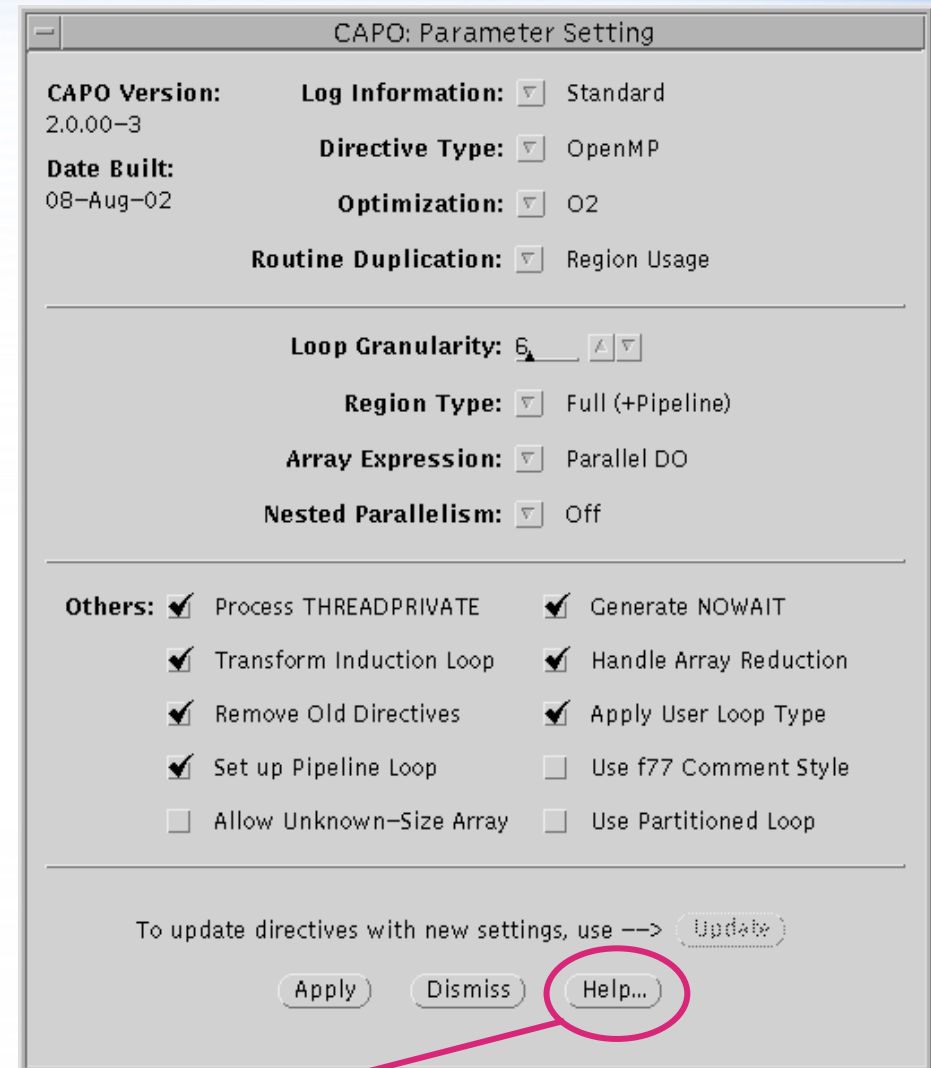 CAPO: Parameter Setting
CAPO Version:
2.0.00-3
Date Built:
08-Aug-02
Log Information: Standard
Directive Type: OpenMP
Optimization: O2
Routine Duplication: Region Usage
Loop Granularity: 6
Region Type: Full (+Pipeline)
Array Expression: Parallel DO
Nested Parallelism: Off
Others: Process THREADPRIVATE Generate NOWAIT
Transform Induction Loop Handle Array Reduction
Remove Old Directives Apply User Loop Type
Set up Pipeline Loop Use f77 Comment Style
Allow Unknown-Size Array Use Partitioned Loop
To update directives with new settings, use --> Update
Apply Dismiss Help...